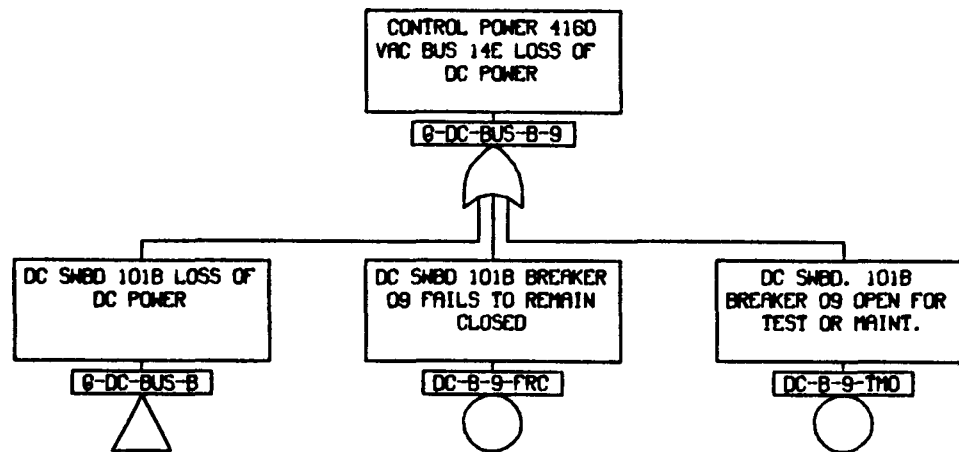 CONTROL POWER 4160
VAC BUS 14E LOSS OF
DC POWER
G-DC-BUS-B-9
DC SWBD 101B LOSS OF
DC POWER
G-DC-BUS-B
DC SWBD 101B BREAKER
09 FAILS TO REMAIN
CLOSED
DC-B-9-FRC
DC SWBD. 101B
BREAKER 09 OPEN FOR
TEST OR MAINT.
DC-B-9-TMO